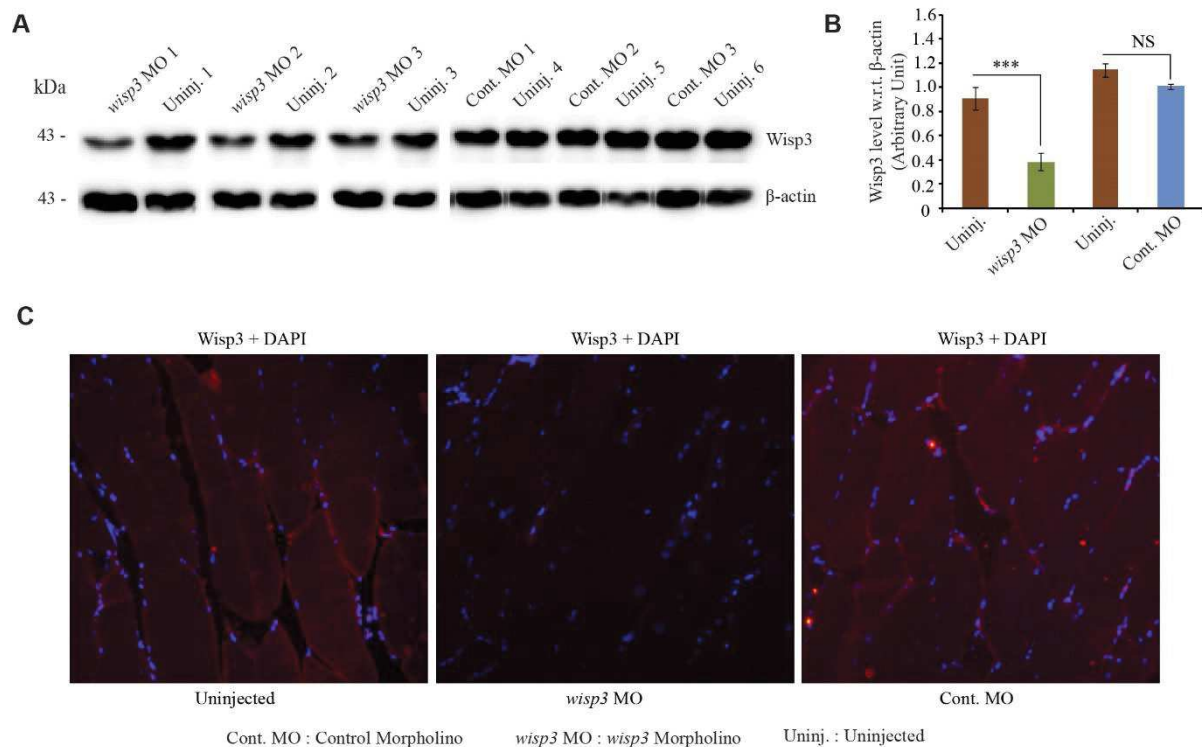 A
kDa
wisp3 MO 1 Uninj. 1 wisp3 MO 2 Uninj. 2 wisp3 MO 3 Uninj. 3 Cont. MO 1 Uninj. 4 Cont. MO 2 Uninj. 5 Cont. MO 3 Uninj. 6
43 - Wisp3
43 - β-actin
B
Wisp3 level w.r.t. β-actin
(Arbitrary Unit)
1.6
1.4
1.2
1.0
0.8
0.6
0.4
0.2
0
***
NS
Uninj. wisp3 MO Uninj. Cont. MO
C
Wisp3 + DAPI Wisp3 + DAPI Wisp3 + DAPI
Uninjected wisp3 MO Cont. MO
Cont. MO : Control Morpholino wisp3 MO : wisp3 Morpholino Uninj. : Uninjected